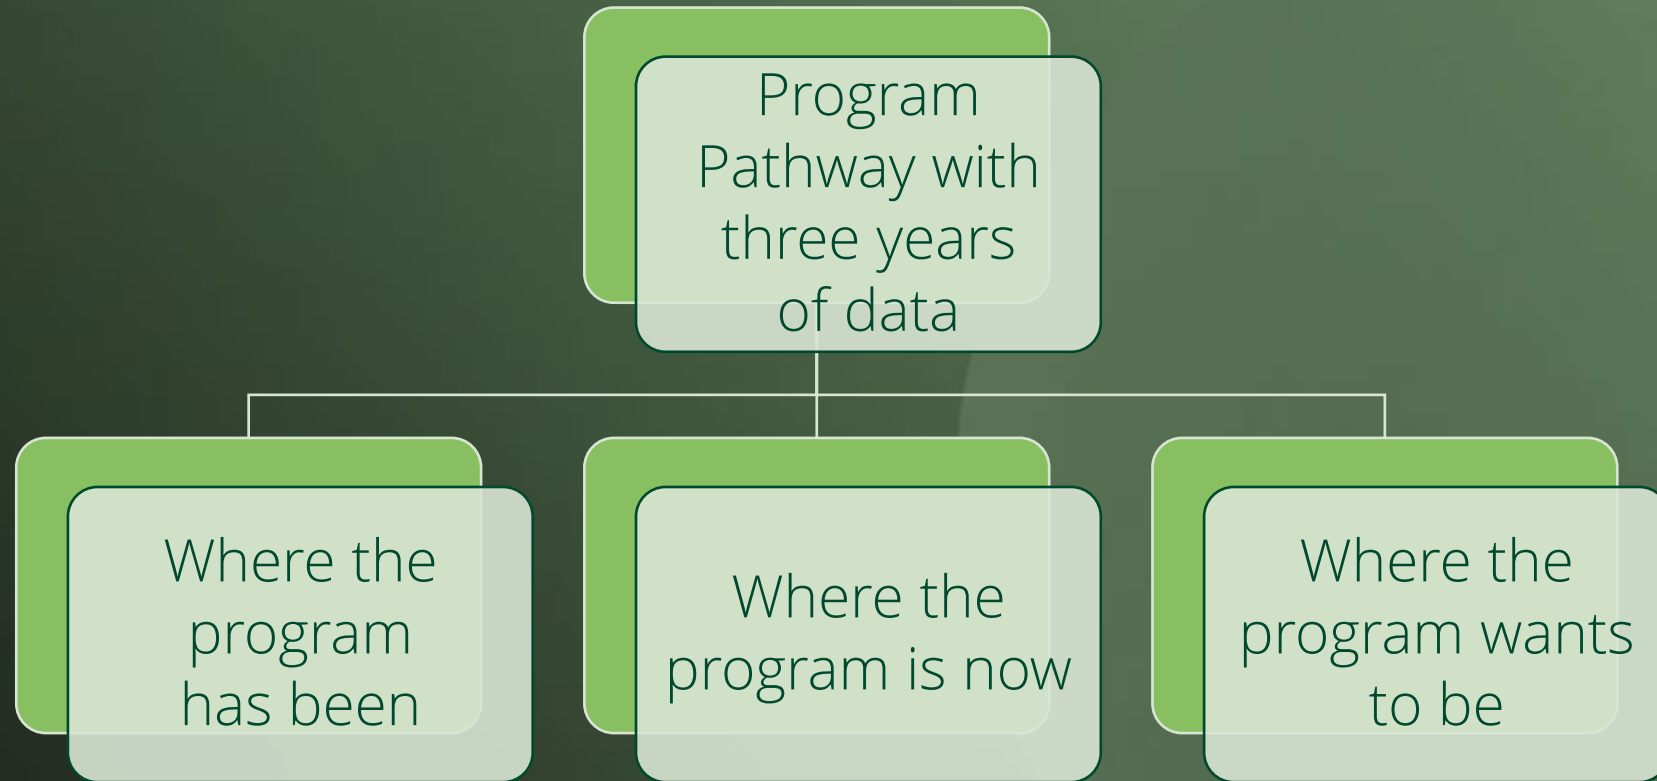 Program
Pathway with
three years
of data
Where the
program
has been
Where the
program is now
Where the
program wants
to be